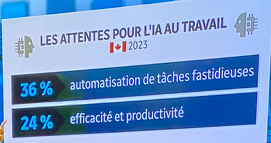 LES ATTENTES POUR L'IA AU TRAVAIL
2023
36 % automatisation de tâches fastidieuses
24 % efficacité et productivité